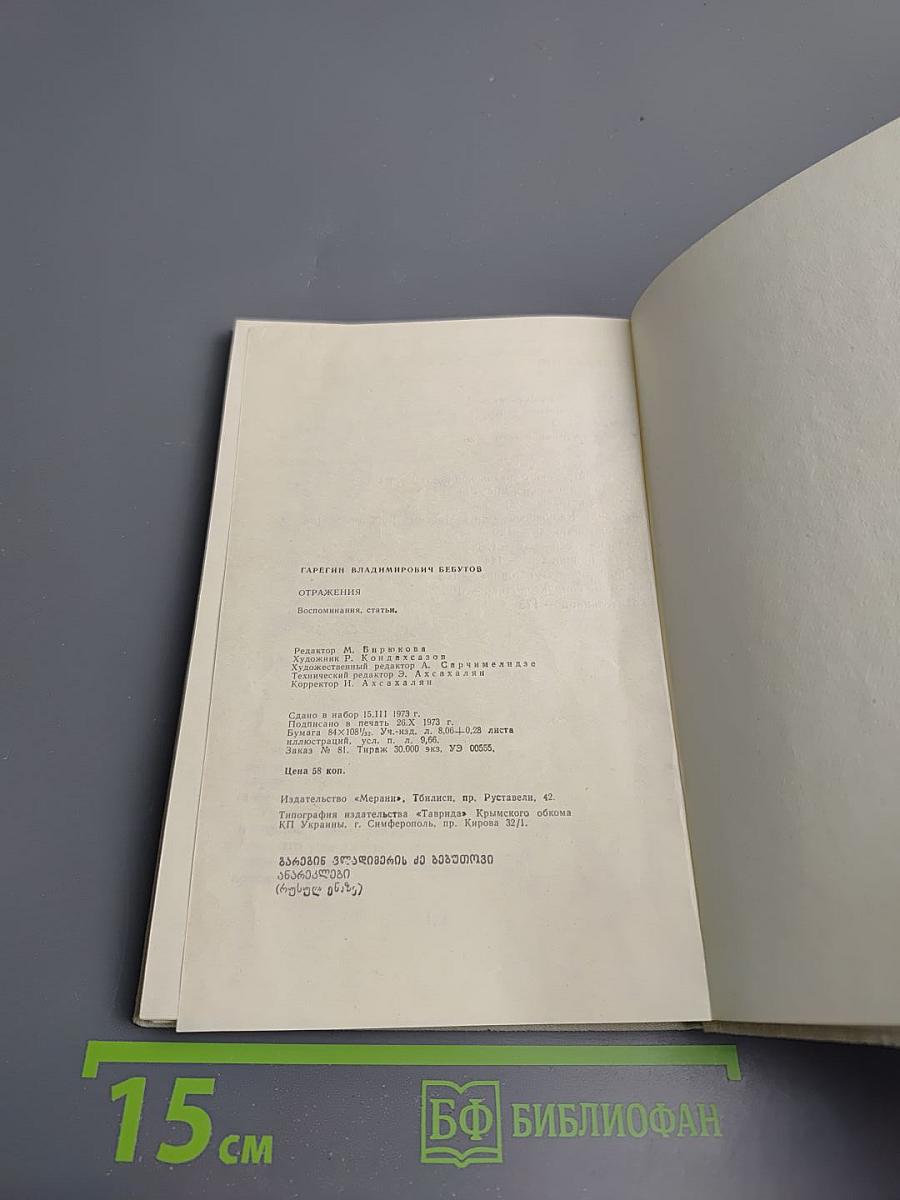 ГАРЕГИН ВЛАДИМИРОВИЧ БЕБУТОВ
ОТРАЖЕНИЯ
Воспоминания, статьи.
Редактор М. Бирюкова
Художник Р. Кондахсазов
Художественный редактор А. Сарчимелидзе
Технический редактор Э. Ахсахалян
Корректор И. Ахсахалян
Сдано в набор 15.III 1973 г.
Подписано в печать 26.X 1973 г.
Бумага 84×108¹/₃₂. Уч.-изд. л. 8,06+0,28 листа
иллюстраций, усл. п. л. 9,66.
Заказ № 81. Тираж 30.000 экз. УЭ 00555.
Цена 58 коп.
Издательство «Мерани», Тбилиси, пр. Руставели, 42.
Типография издательства «Таврида» Крымского обкома
КП Украины, г. Симферополь, пр. Кирова 32/1.
გარეგინ ვლადიმერის ძე ბებუთოვი
ანარეკლები
(რუსულ ენაზე)
15 см
БФ БИБЛИОФАН